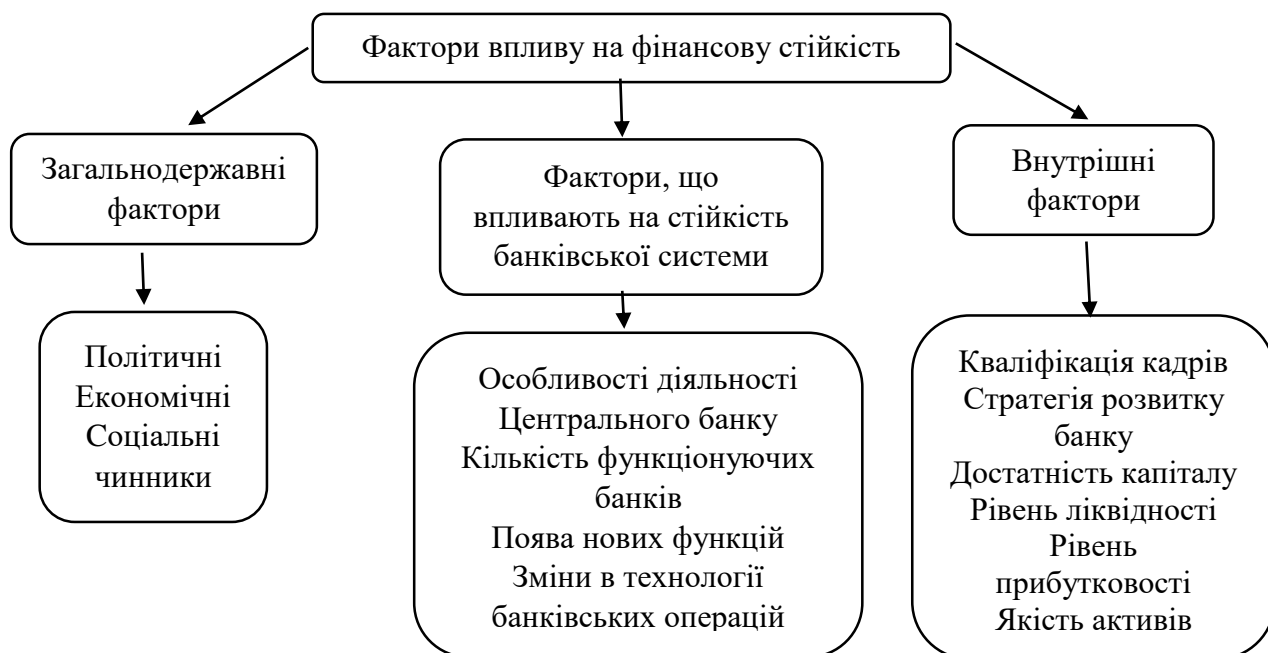 Фактори впливу на фінансову стійкість
Загальнодержавні
фактори
Фактори, що
впливають на стійкість
банківської системи
Внутрішні
фактори
Політичні
Економічні
Соціальні
чинники
Особливості діяльності
Центрального банку
Кількість функціонуючих
банків
Поява нових функцій
Зміни в технології
банківських операцій
Кваліфікація кадрів
Стратегія розвитку
банку
Достатність капіталу
Рівень ліквідності
Рівень
прибутковості
Якість активів